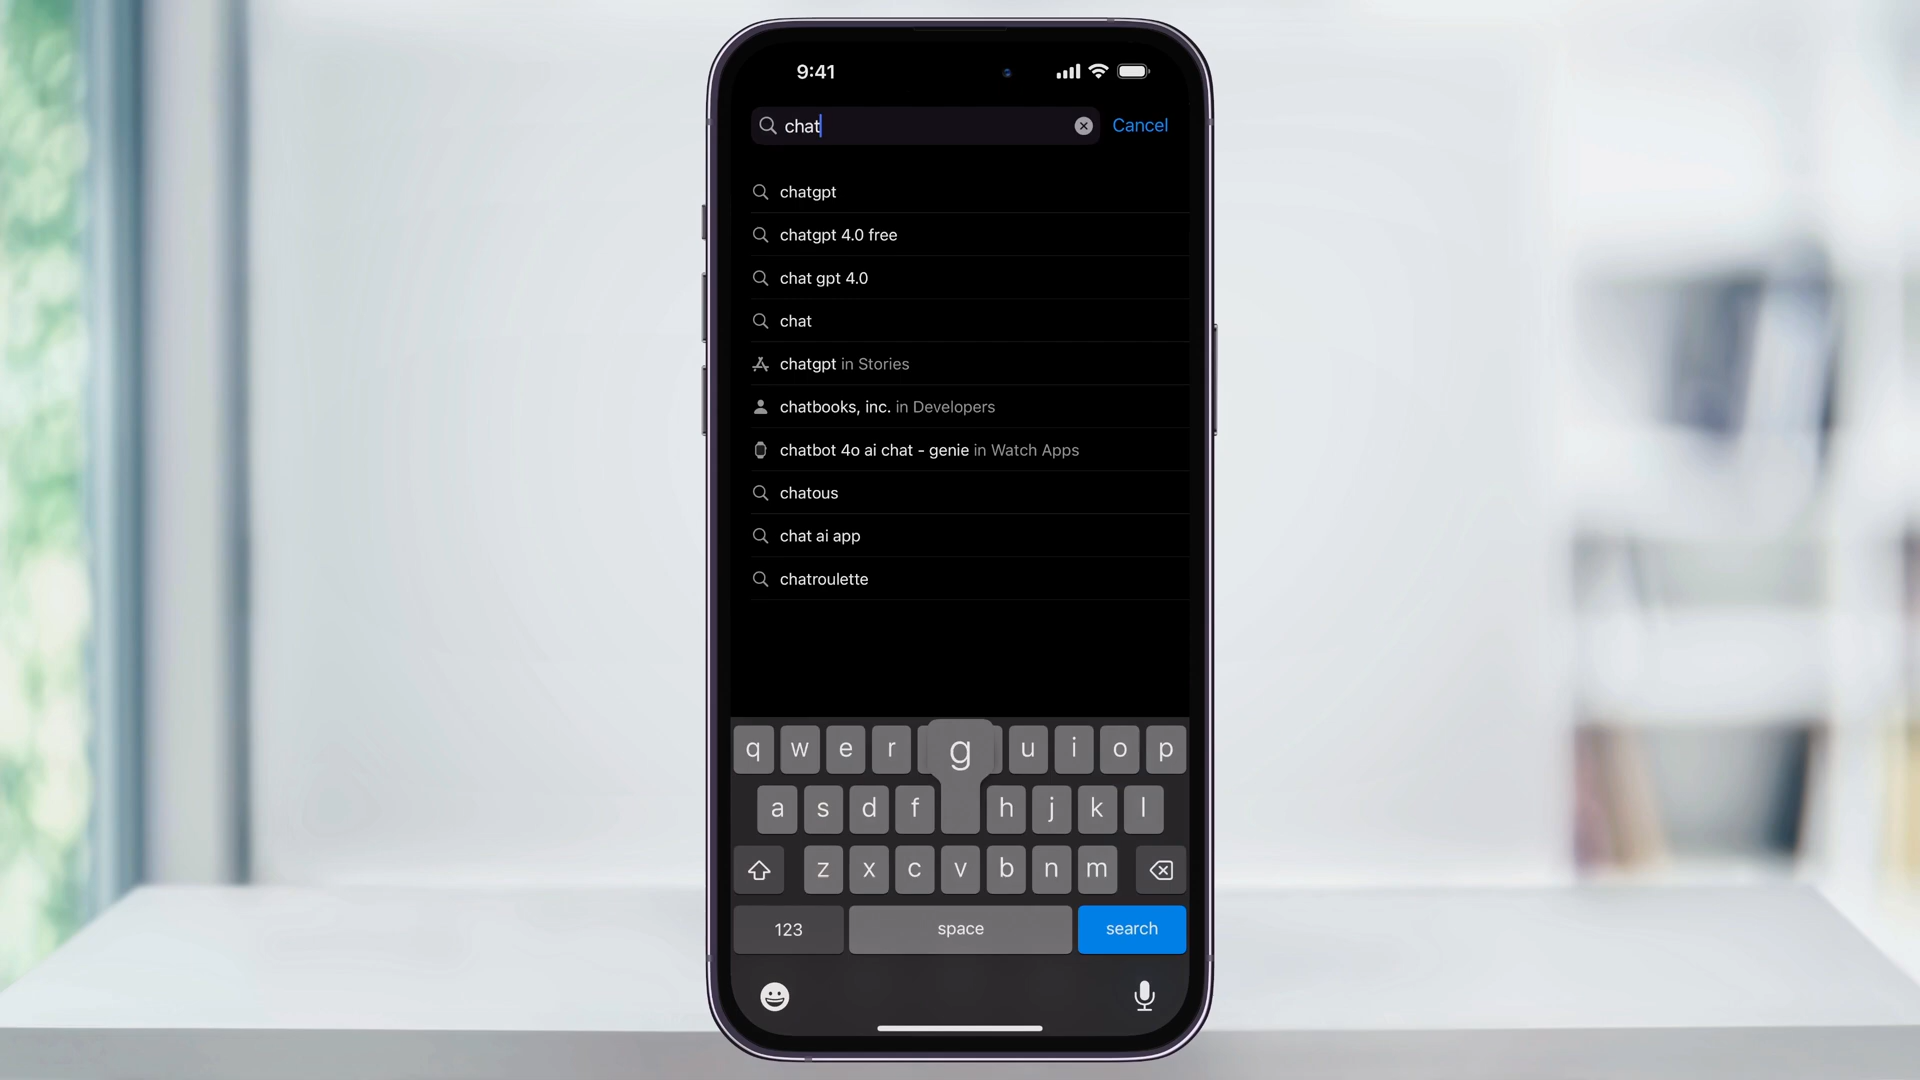 9:41
chat
Cancel
chatgpt
chatgpt 4.0 free
chat gpt 4.0
chat
chatgpt in Stories
chatbooks, inc. in Developers
chatbot 4o ai chat - genie in Watch Apps
chatous
chat ai app
chatroulette
q w e r g u i o p
a s d f h j k l
z x c v b n m
123 space search